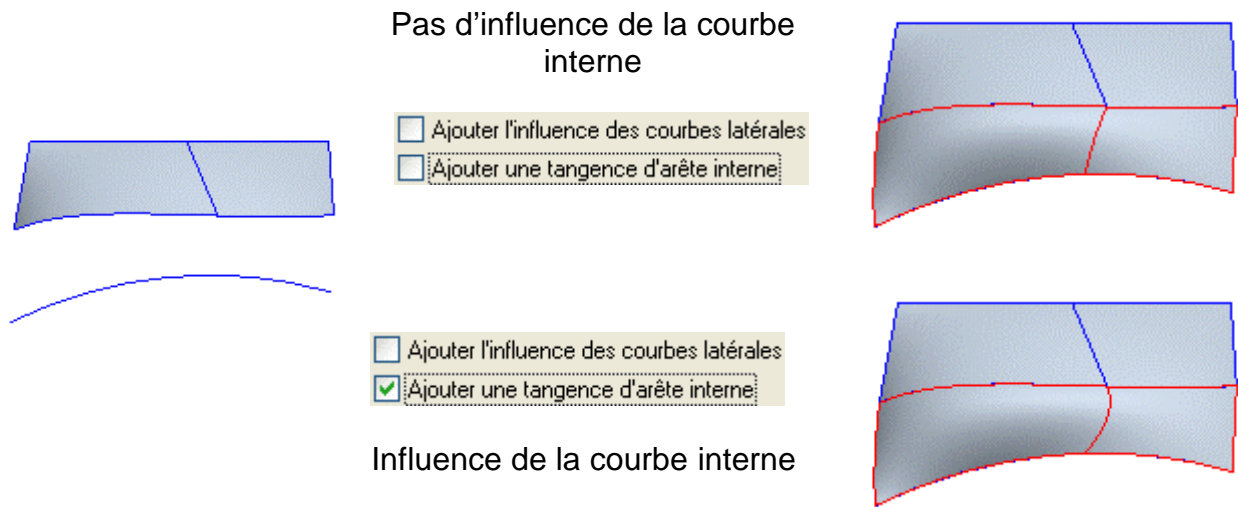 Pas d’influence de la courbe
interne
Ajouter l'influence des courbes latérales
Ajouter une tangence d'arête interne
Ajouter l'influence des courbes latérales
Ajouter une tangence d'arête interne
Influence de la courbe interne